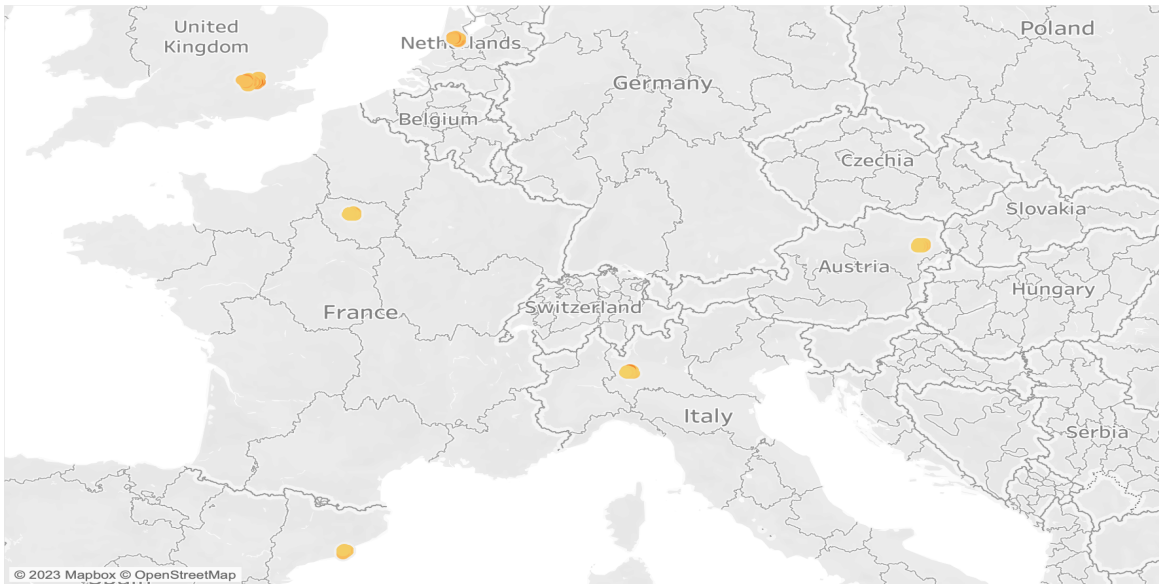 United
Kingdom
Netherlands
Poland
Germany
Belgium
Czechia
Slovakia
Austria
Hungary
France
Switzerland
Italy
Serbia
© 2023 Mapbox © OpenStreetMap